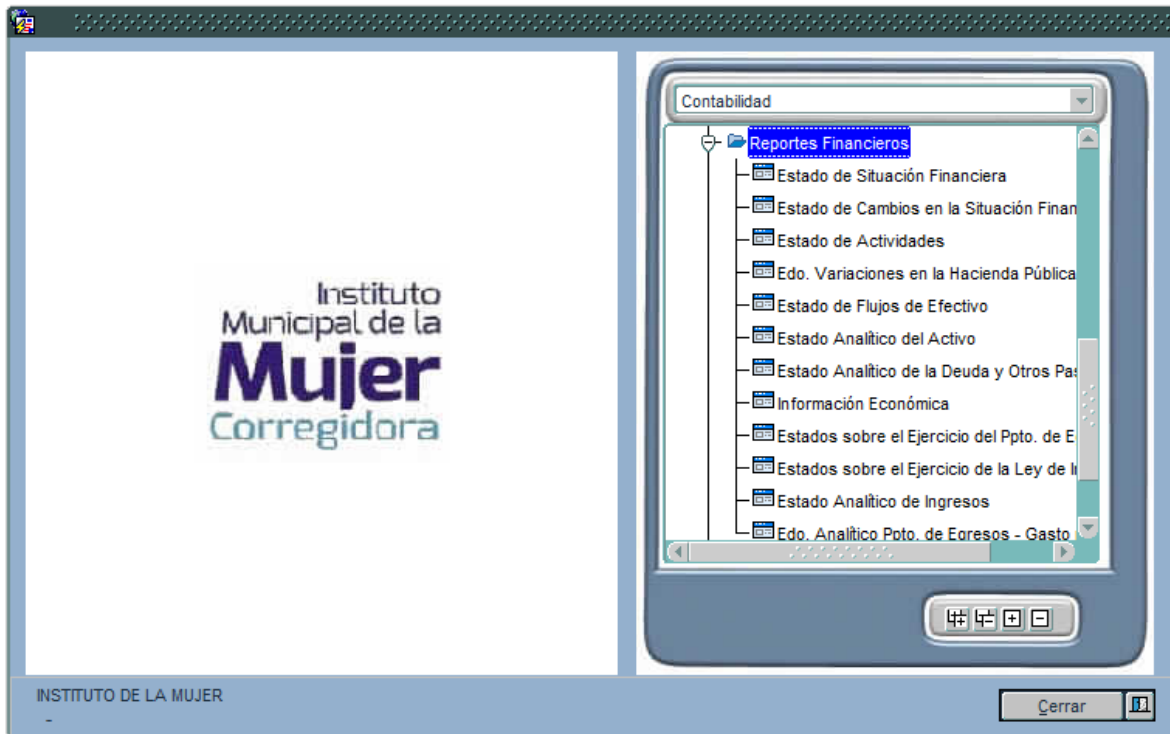 Instituto
Municipal de la
Mujer
Corregidora
Contabilidad
Reportes Financieros
Estado de Situación Financiera
Estado de Cambios en la Situación Finan
Estado de Actividades
Edo. Variaciones en la Hacienda Pública
Estado de Flujos de Efectivo
Estado Analítico del Activo
Estado Analítico de la Deuda y Otros Pas
Información Económica
Estados sobre el Ejercicio del Ppto. de E
Estados sobre el Ejercicio de la Ley de In
Estado Analítico de Ingresos
Edo. Analítico Ppto. de Egresos - Gasto
INSTITUTO DE LA MUJER
-
Cerrar